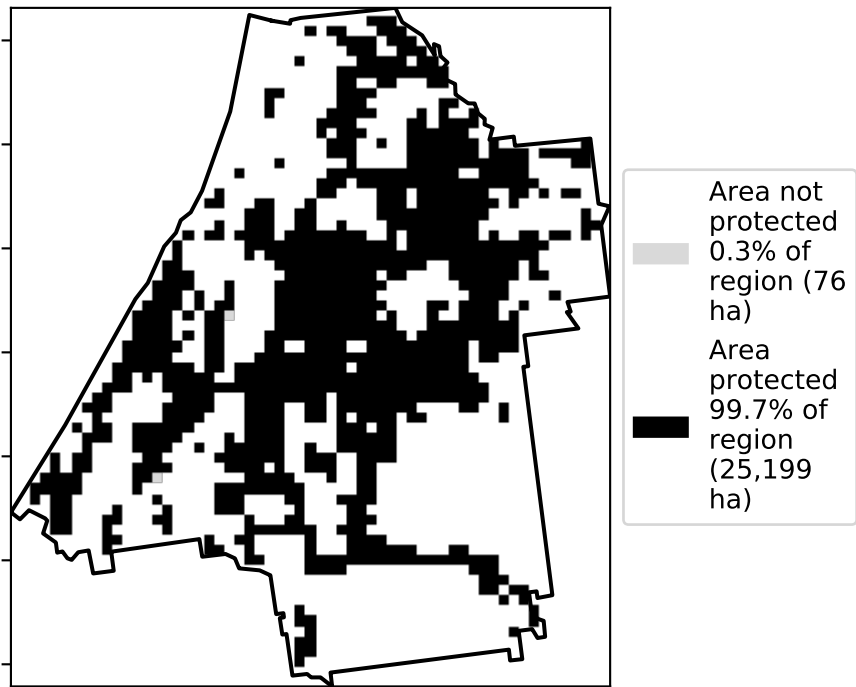 Area not
protected
0.3% of
region (76
ha)
Area
protected
99.7% of
region
(25,199
ha)